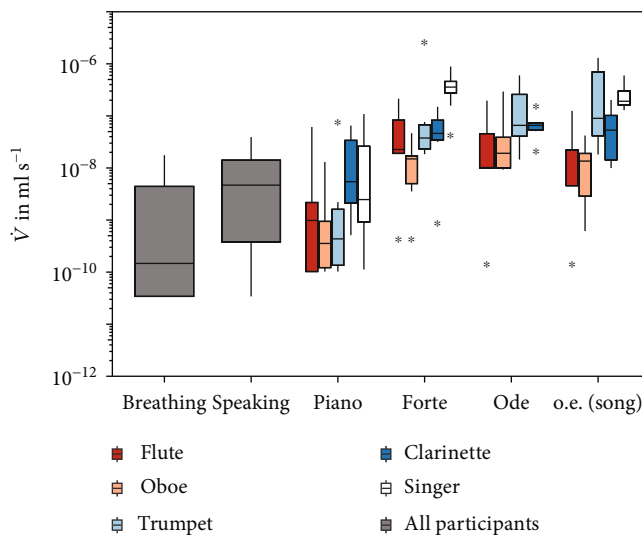 10⁻⁶
10⁻⁸
10⁻¹⁰
10⁻¹²
V̇ in ml s⁻¹
Breathing Speaking Piano Forte Ode o.e. (song)
Flute Clarinette
Oboe Singer
Trumpet All participants